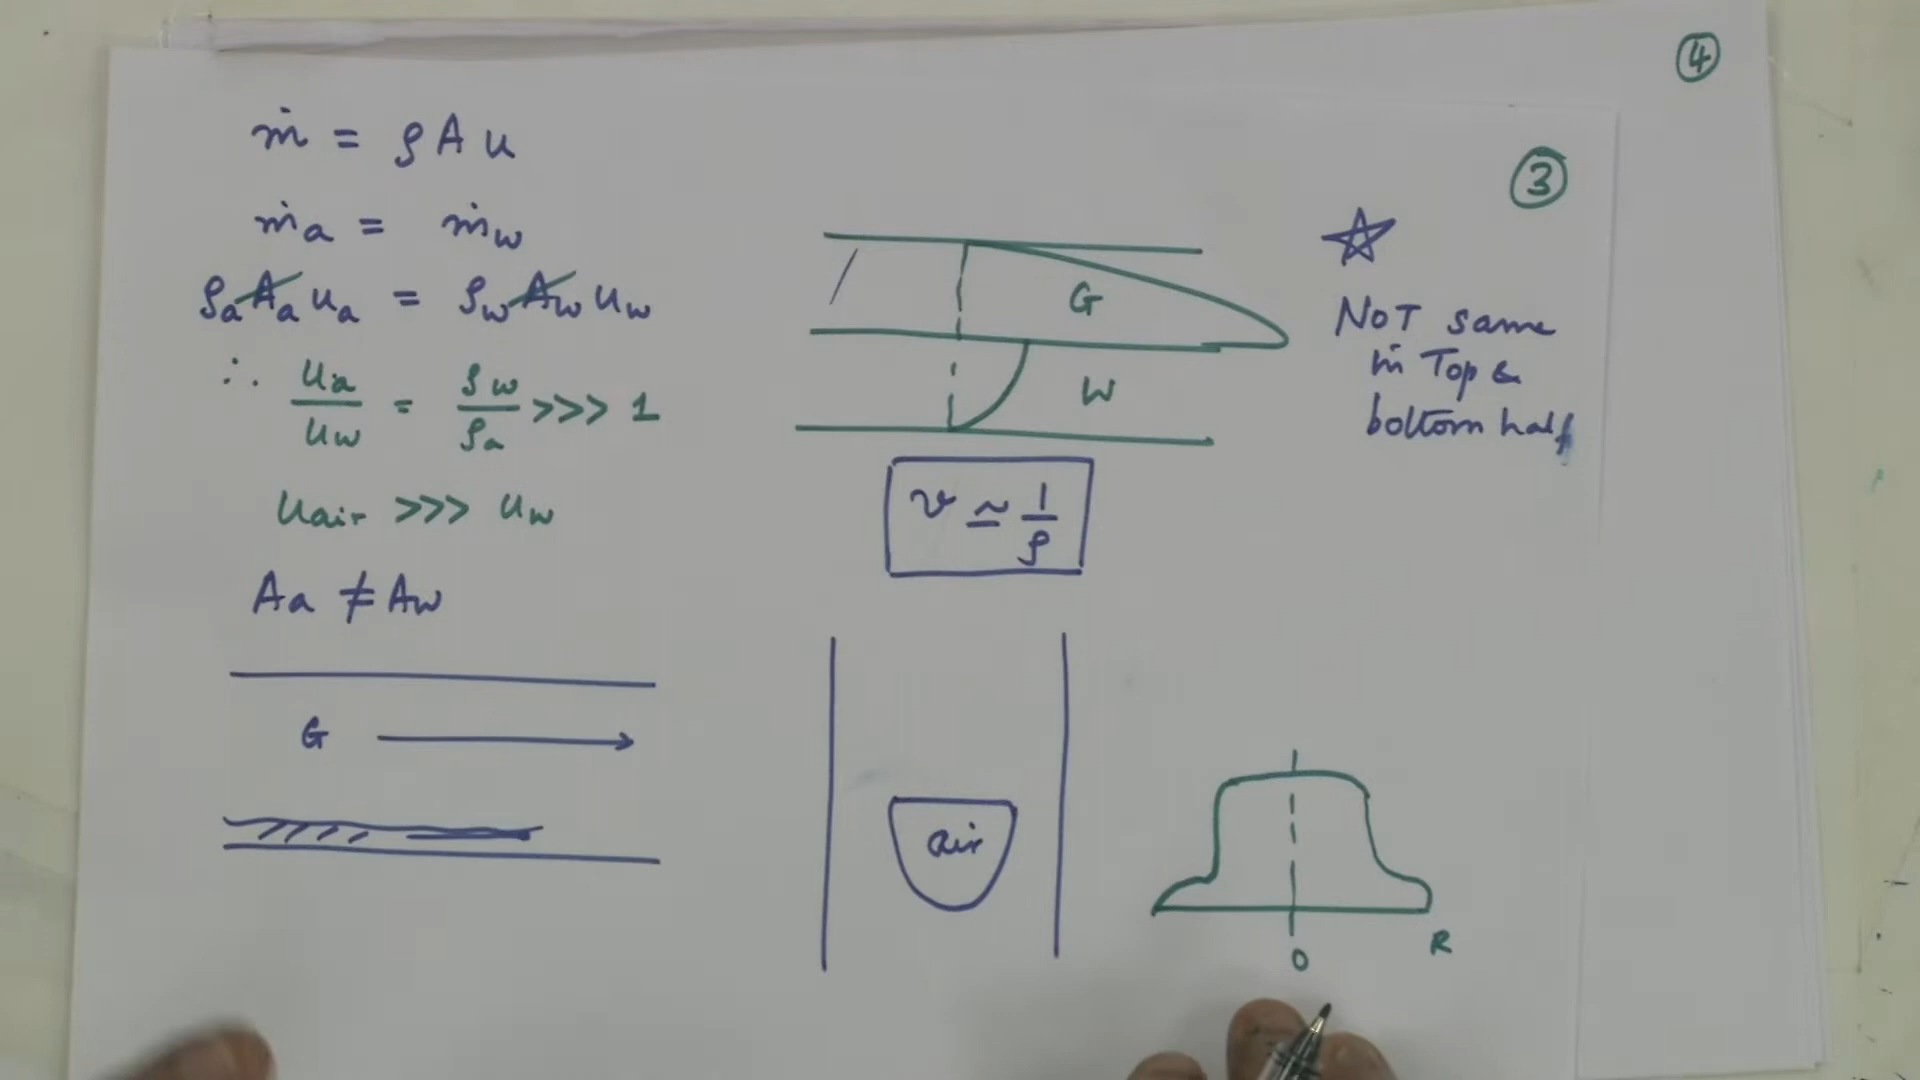 ④
③
ṁ = ρ A u
ṁa = ṁw
ρa Aa ua = ρw Aw uw
∴ ua/uw = ρw/ρa >>> 1
uair >>> uw
Aa ≠ Aw
G
G
W
v ≃ 1/ρ
NOT same
in Top &
bottom half
air
O
R